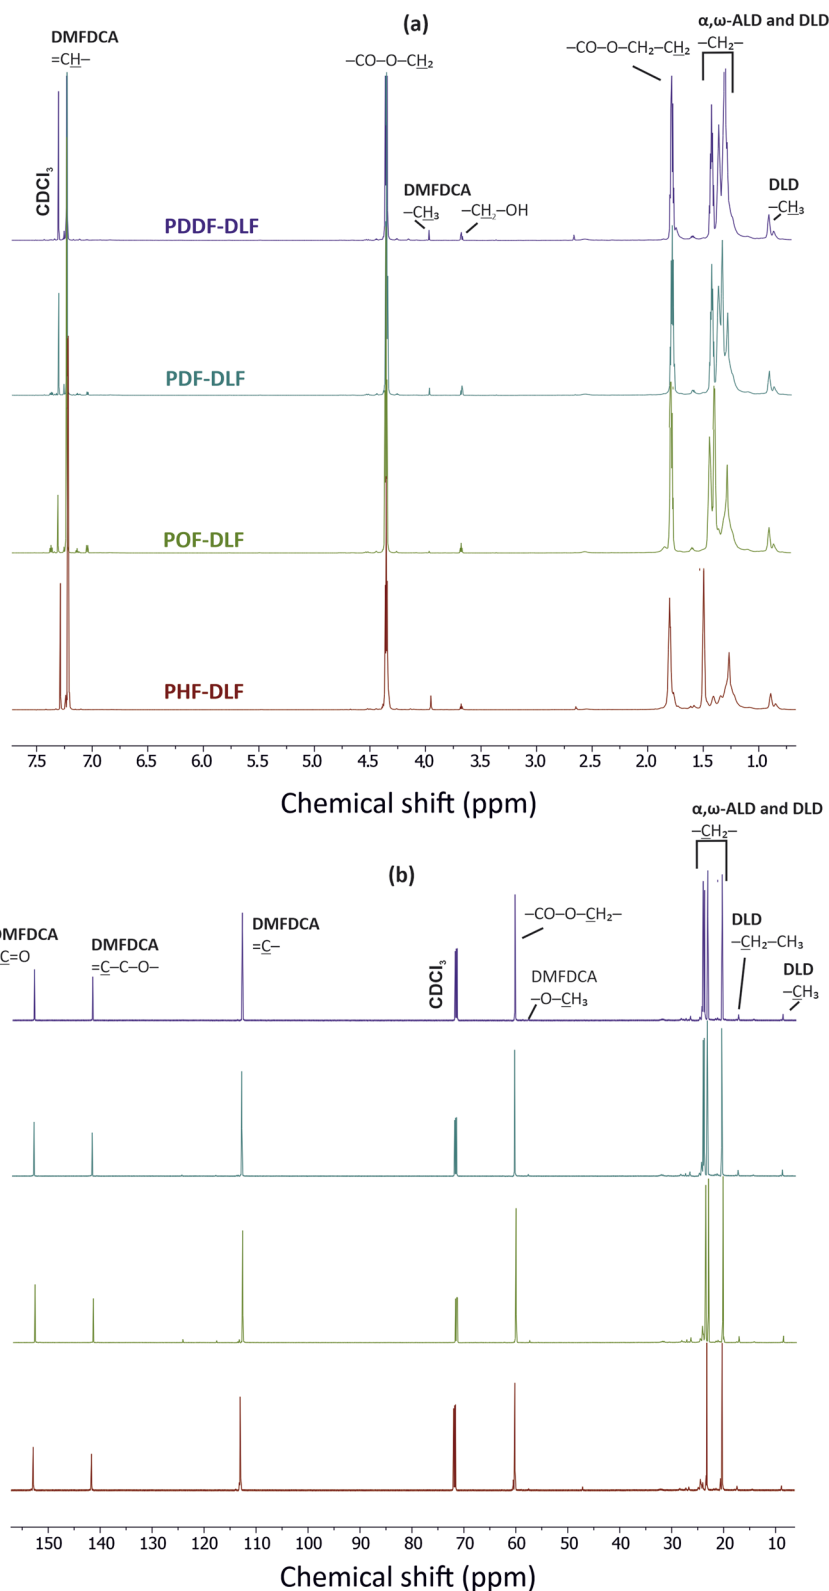 (a)
α,ω-ALD and DLD
–CH₂–
DMFDCA
=CH–
–CO–O–CH₂
–CO–O–CH₂–CH₂
CDCl₃
DMFDCA
–CH₃
–CH₂–OH
DLD
–CH₃
PDDF-DLF
PDF-DLF
POF-DLF
PHF-DLF
7.5 7.0 6.5 6.0 5.5 5.0 4.5 4.0 3.5 3.0 2.5 2.0 1.5 1.0
Chemical shift (ppm)
α,ω-ALD and DLD
–CH₂–
(b)
DMFDCA
C=O
DMFDCA
=C–C–O–
DMFDCA
=C–
CDCl₃
–CO–O–CH₂–
DMFDCA
–O–CH₃
DLD
–CH₂–CH₃
DLD
–CH₃
150 140 130 120 110 100 90 80 70 60 50 40 30 20 10
Chemical shift (ppm)